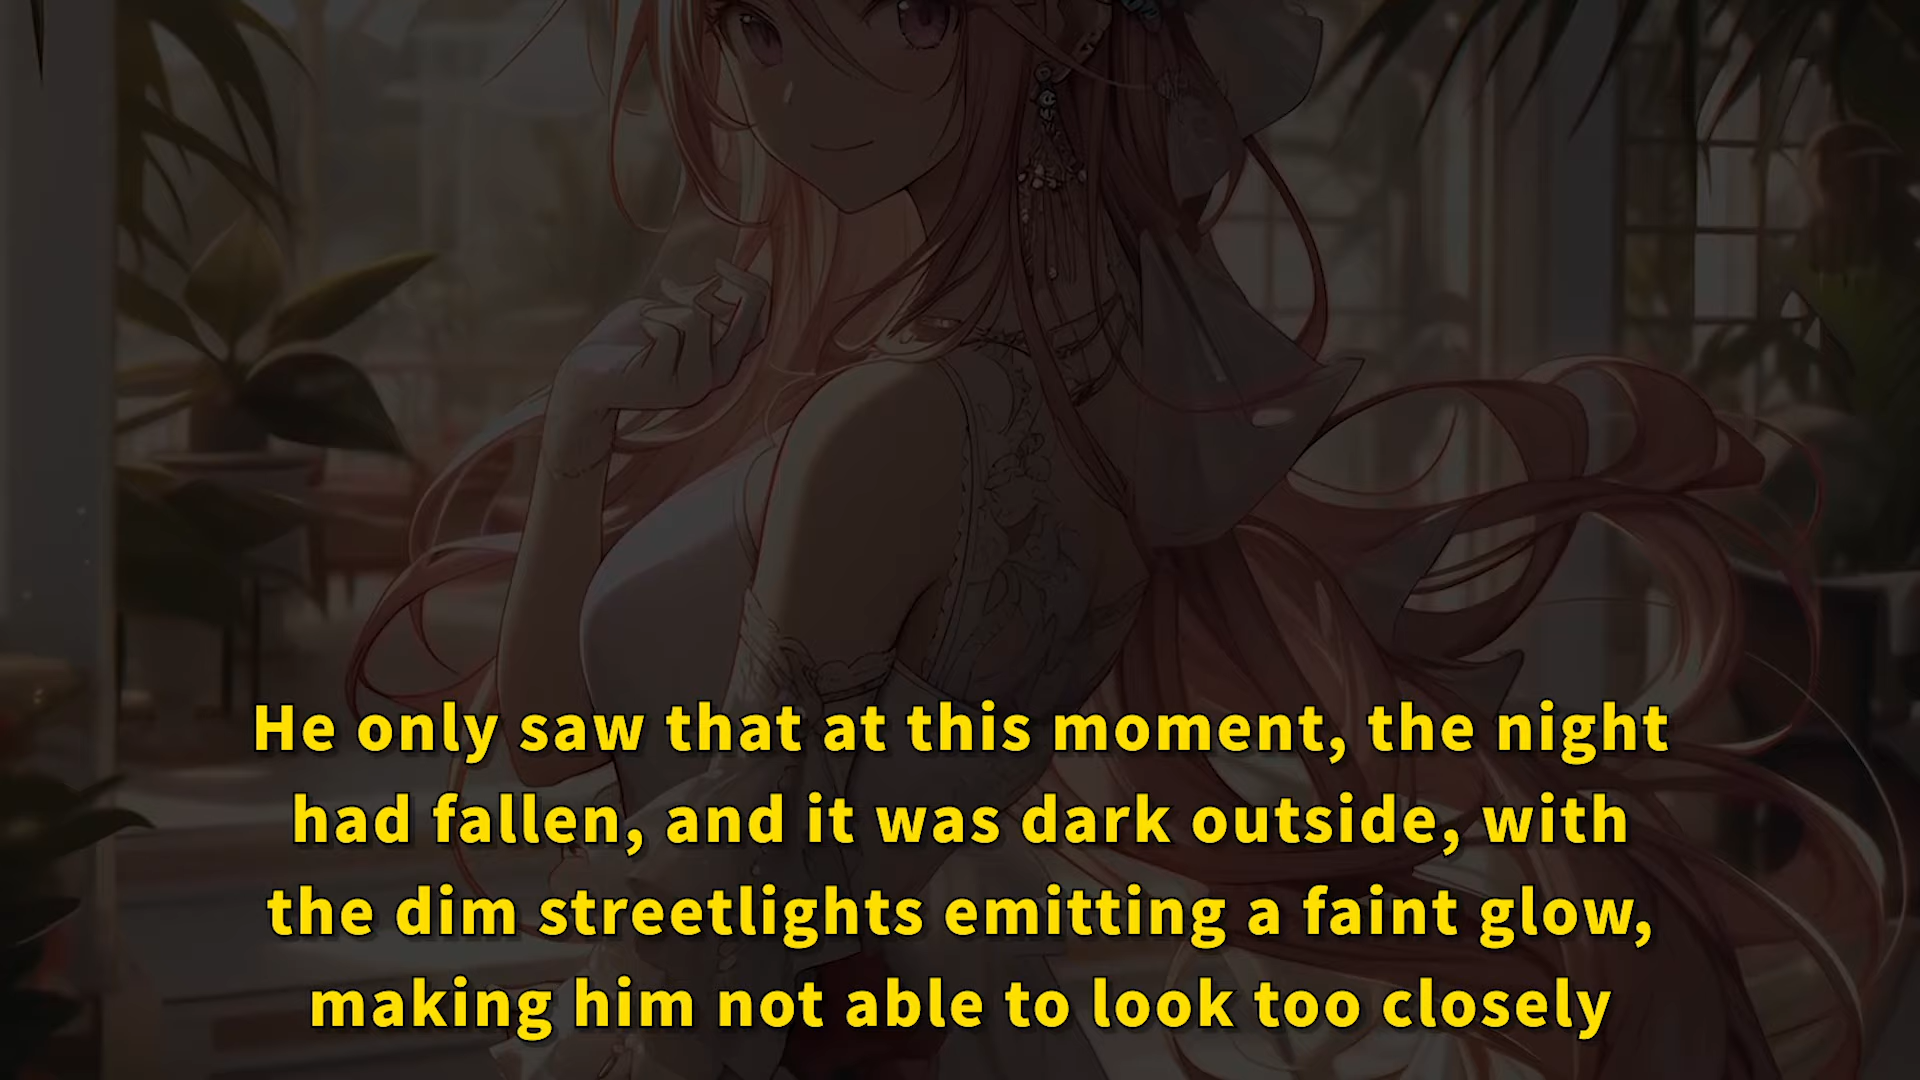 He only saw that at this moment, the night
had fallen, and it was dark outside, with
the dim streetlights emitting a faint glow,
making him not able to look too closely